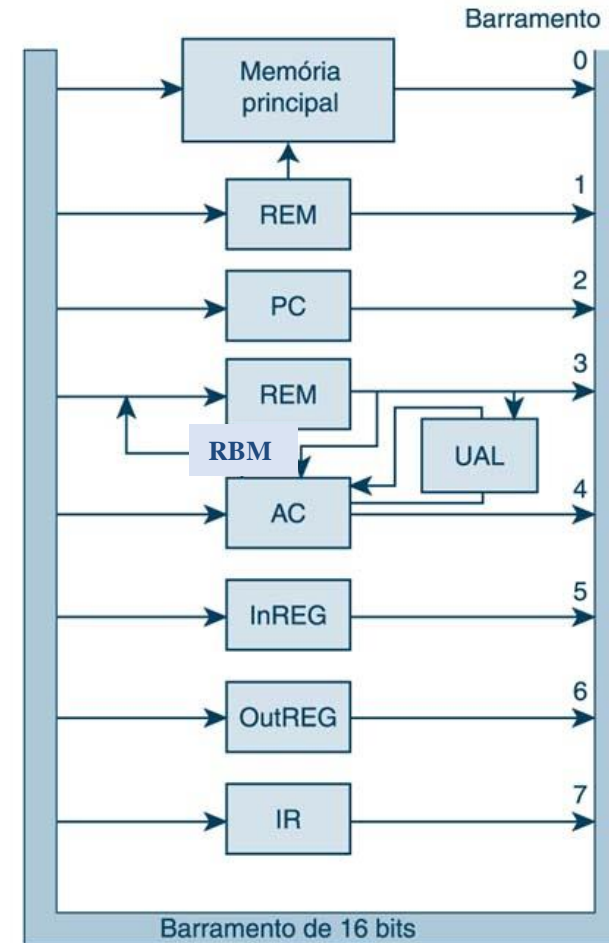 Barramento
0
Memória
principal
1
REM
2
PC
3
REM
RBM
UAL
4
AC
5
InREG
6
OutREG
7
IR
Barramento de 16 bits